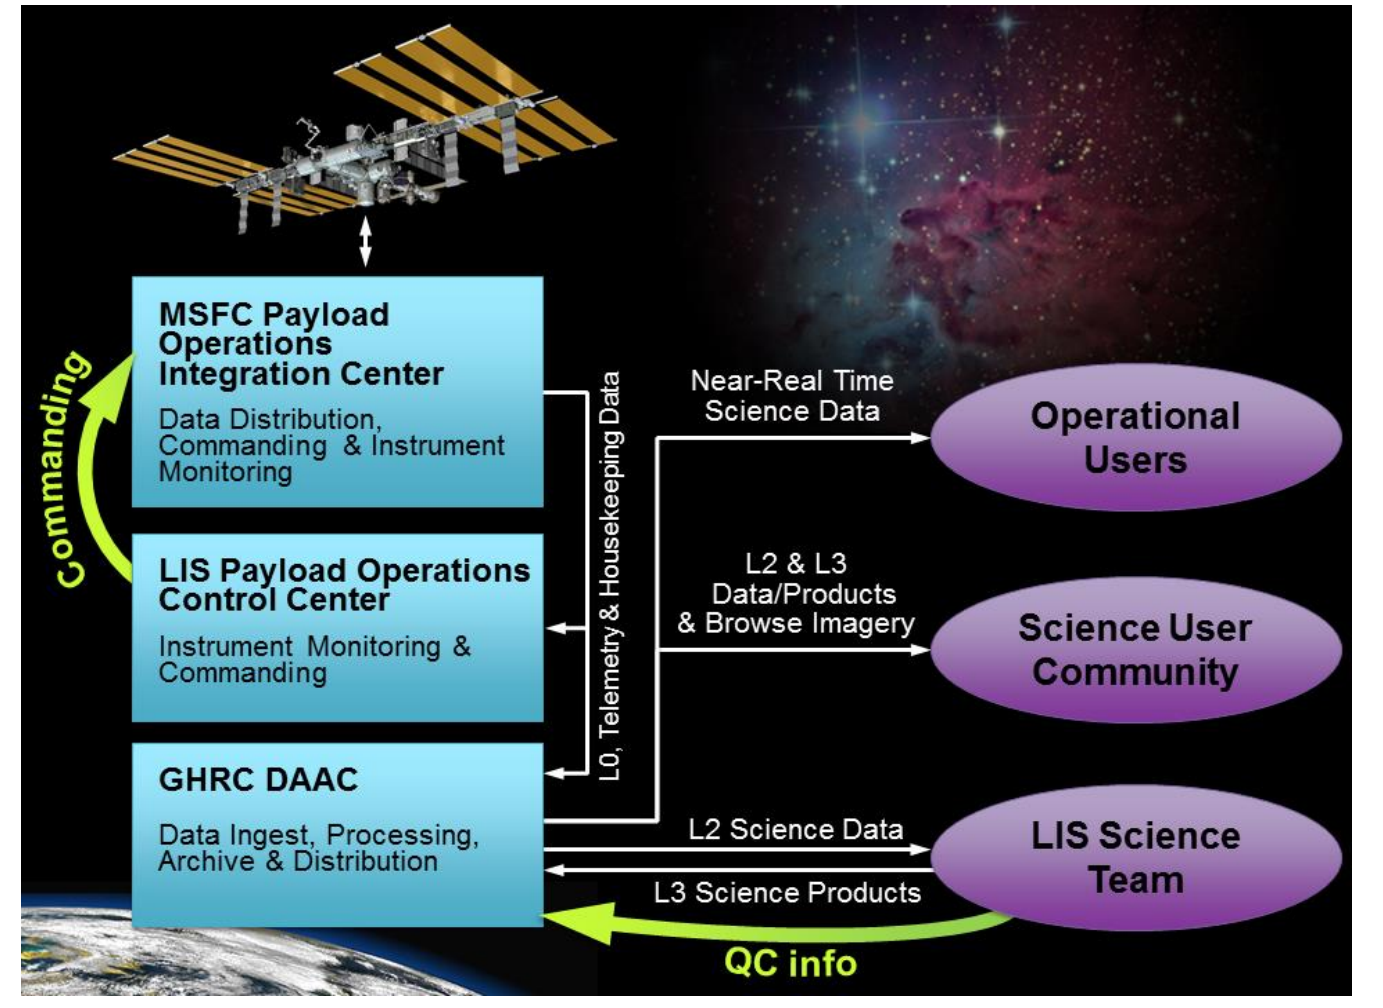 MSFC Payload
Operations
Integration Center
Data Distribution,
Commanding & Instrument
Monitoring
Commanding
LIS Payload Operations
Control Center
Instrument Monitoring &
Commanding
GHRC DAAC
Data Ingest, Processing,
Archive & Distribution
L0, Telemetry & Housekeeping Data
Near-Real Time
Science Data
Operational
Users
L2 & L3
Data/Products
& Browse Imagery
Science User
Community
L2 Science Data
L3 Science Products
LIS Science
Team
QC info